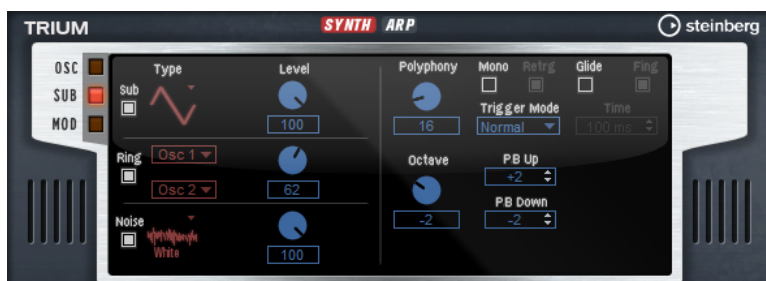 TRIUM
SYNTH ARP
steinberg
OSC
SUB
MOD
Type Level
Sub
100
Ring Osc 1
Osc 2
62
Noise
White
100
Polyphony Mono Retrg Glide Fing
16
Trigger Mode Time
Normal 100 ms
Octave PB Up
+2
PB Down
-2 -2